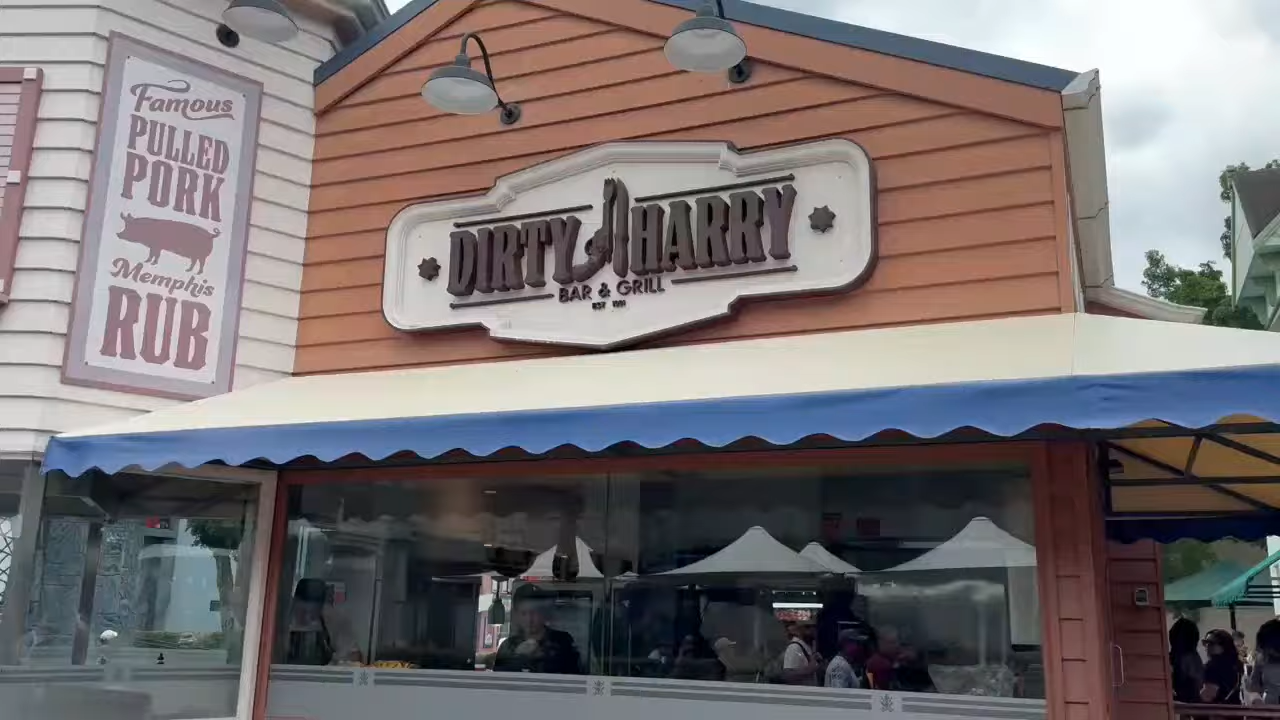 Famous
PULLED
PORK
Memphis
RUB
DIRTY HARRY
BAR & GRILL